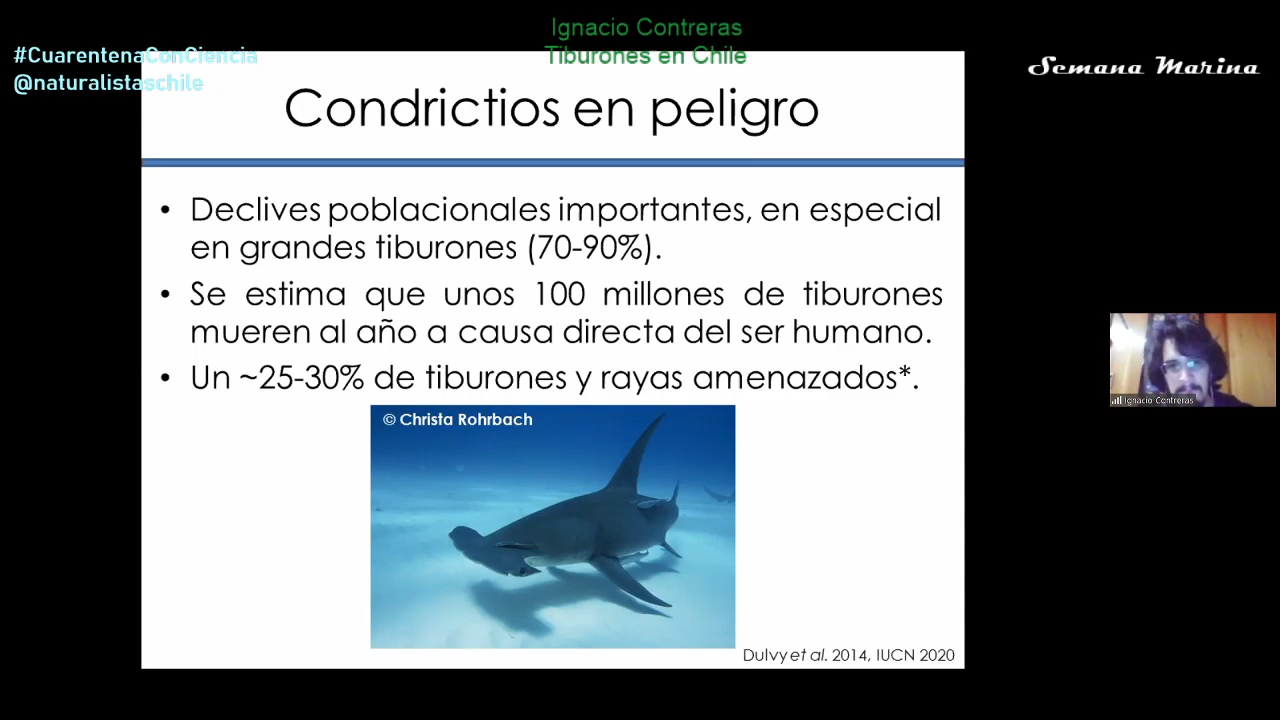 Ignacio Contreras
Tiburones en Chile
#CuarentenaConCiencia
@naturalistaschile
Semana Marina
Condrictios en peligro
• Declives poblacionales importantes, en especial
en grandes tiburones (70-90%).
• Se estima que unos 100 millones de tiburones
mueren al año a causa directa del ser humano.
• Un ~25-30% de tiburones y rayas amenazados*.
© Christa Rohrbach
Dulvy et al. 2014, IUCN 2020
Ignacio Contreras